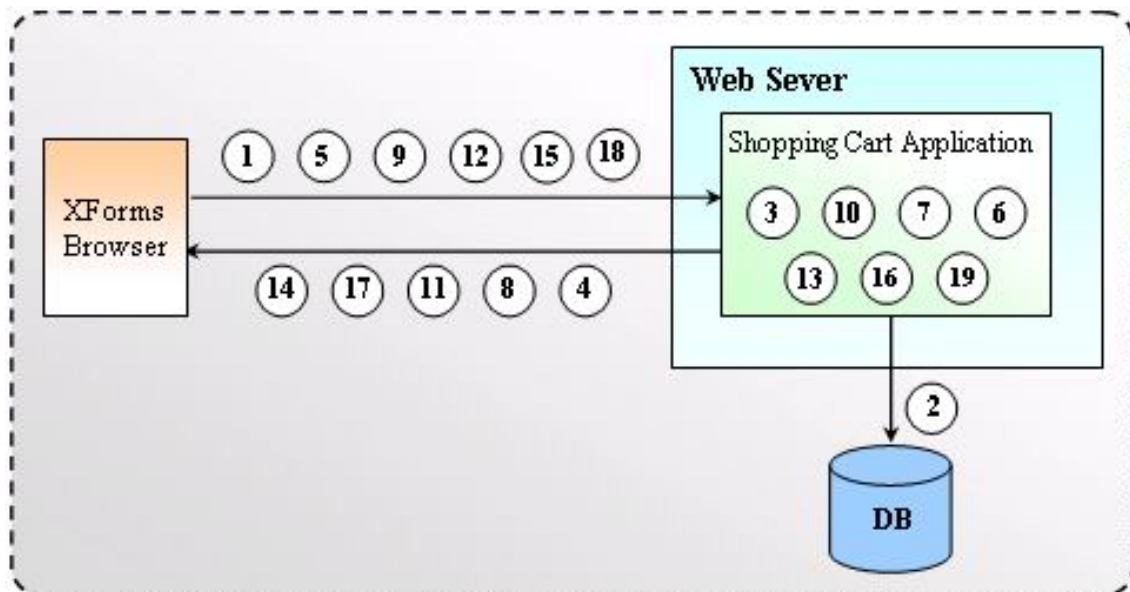 Web Sever
Shopping Cart Application
1 5 9 12 15 18
XForms
Browser
3 10 7 6
14 17 11 8 4
13 16 19
2
DB